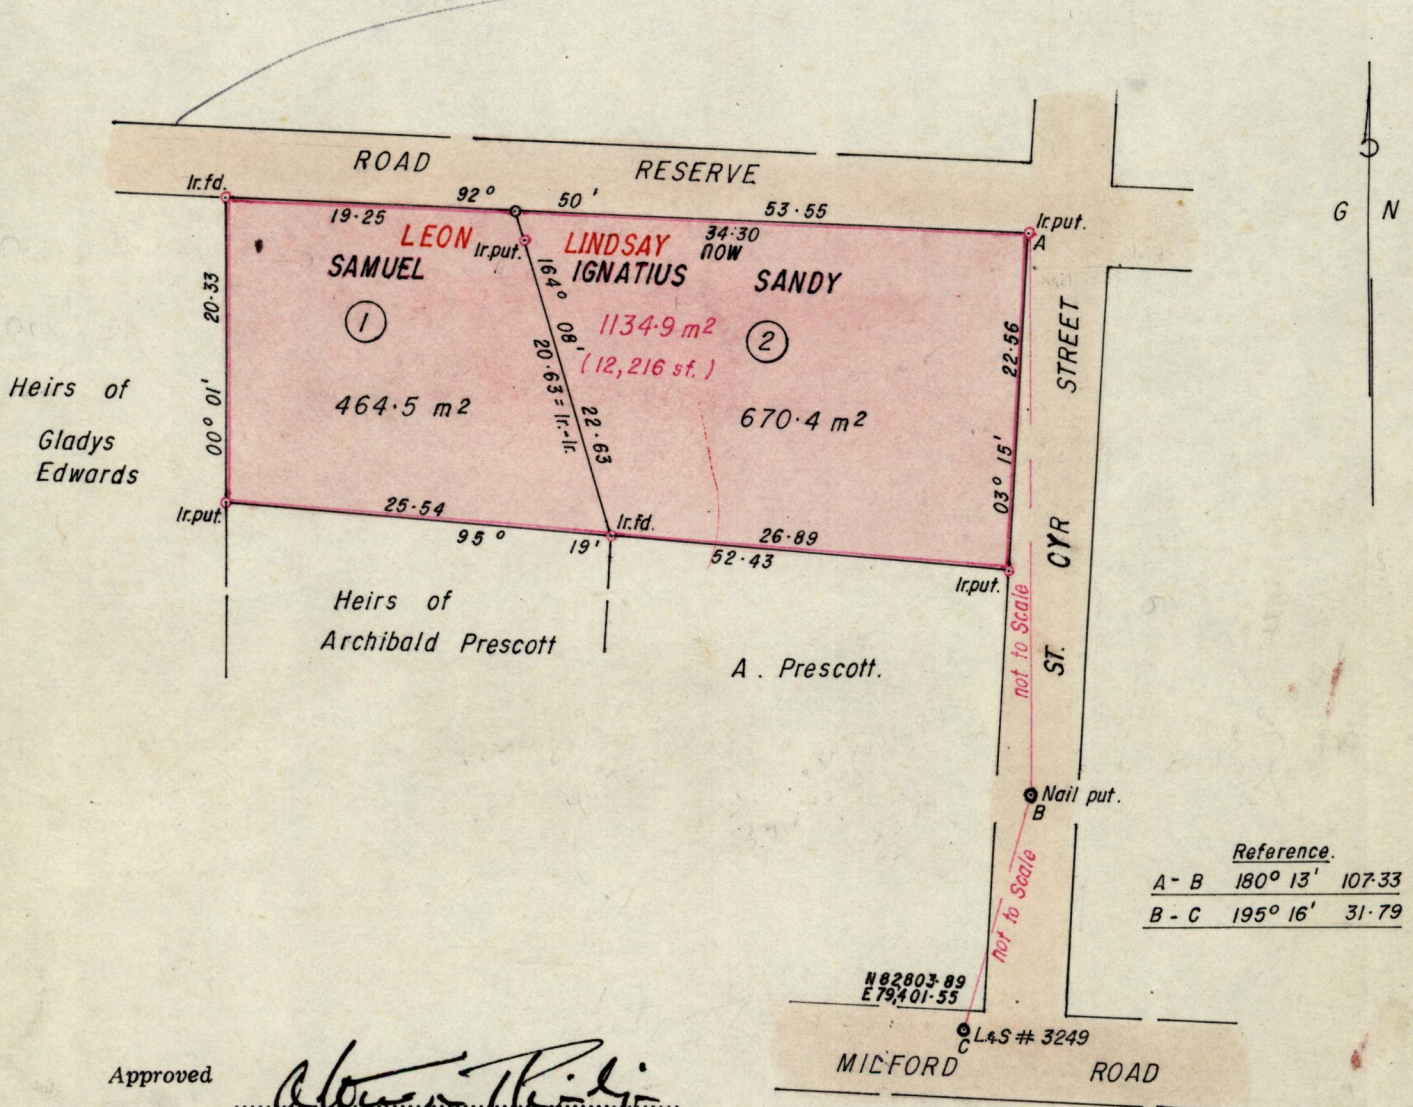 ROAD RESERVE
Ir.fd.
92° 50'
19·25
53·55
34·30
Ir.put.
A
LEON LINDSAY now
Ir.put.
SAMUEL IGNATIUS SANDY
1
2
1134·9 m2
(12,216 sf.)
464·5 m2
670·4 m2
20·33
00° 01'
164° 08'
20·63 = Ir.-Ir.
22·63
22·56
03° 15'
Heirs of
Gladys
Edwards
Ir.put.
25·54
95° 19'
Ir.fd.
26·89
52·43
Ir.put.
Heirs of
Archibald Prescott
A. Prescott.
ST. CYR STREET
not to Scale
Nail put.
B
not to Scale
G N
Reference.
A - B 180° 13' 107·33
B - C 195° 16' 31·79
N 82,803·89
E 79,401·55
C
L&S # 3249
MILFORD ROAD
Approved